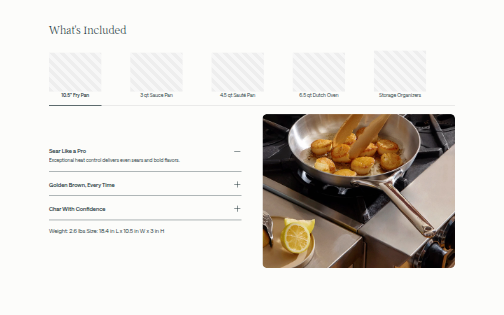 What's Included
10.5" Fry Pan
3 qt Sauce Pan
4.5 qt Saute Pan
6.5 qt Dutch Oven
Storage Organizers
Sear Like a Pro
Exceptional heat control delivers even sears and bold flavors.
Golden Brown, Every Time
Char With Confidence
Weight: 2.6 lbs Size: 18.4 in L x 10.5 in W x 3 in H